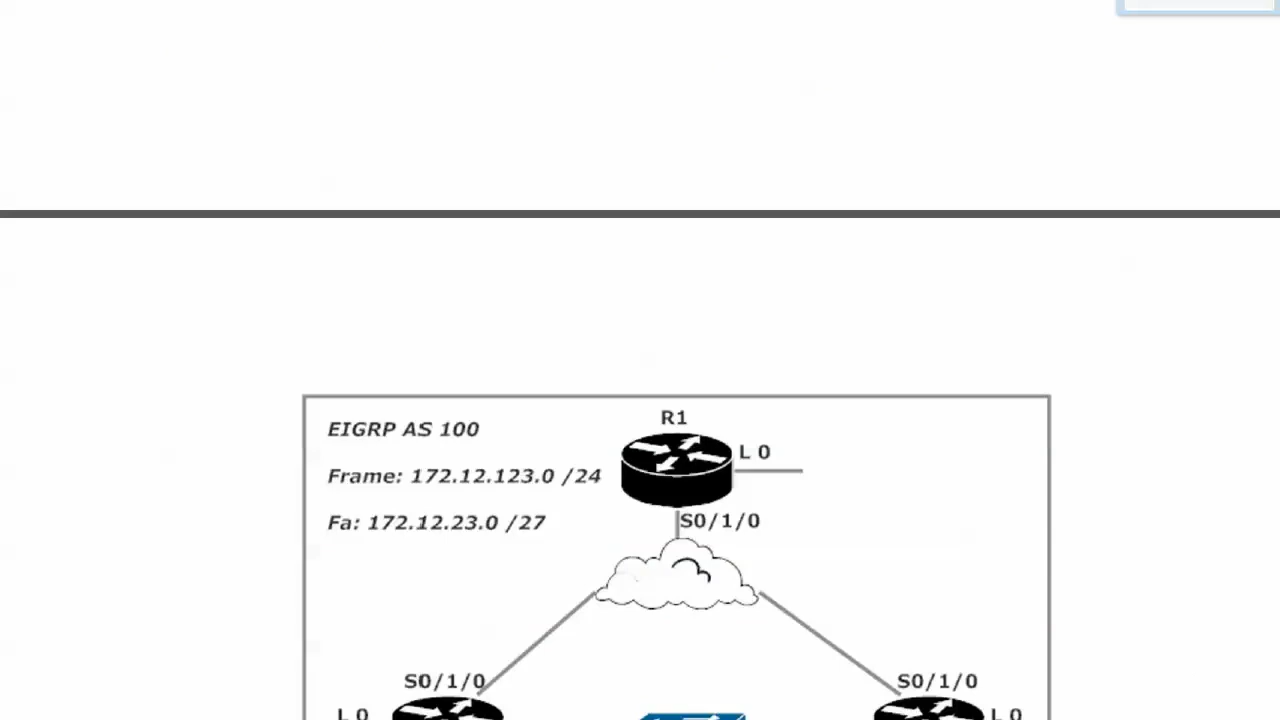 R1
EIGRP AS 100
L 0
Frame: 172.12.123.0 /24
Fa: 172.12.23.0 /27
S0/1/0
S0/1/0
S0/1/0
L 0
L 0